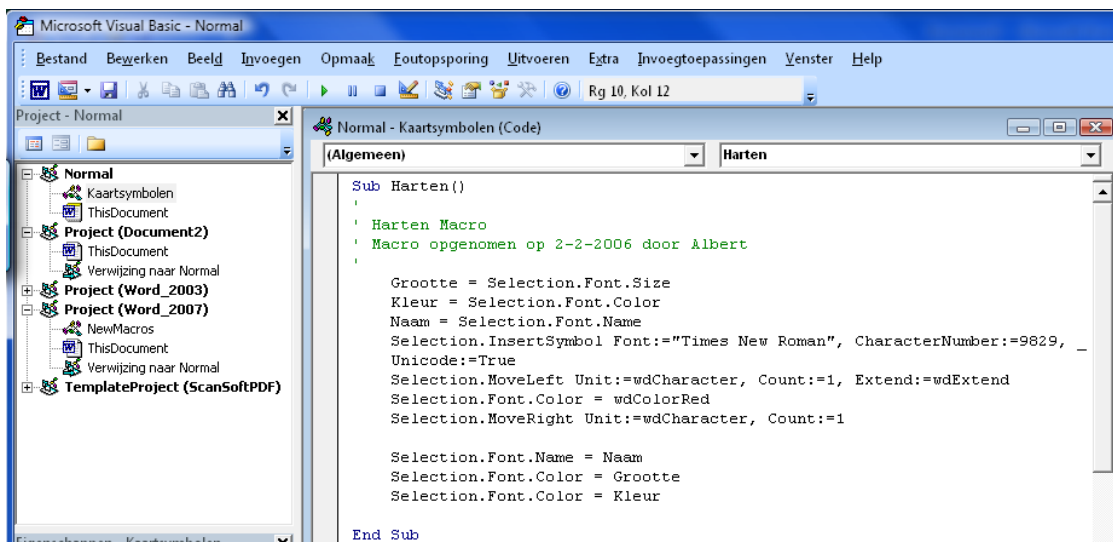 Microsoft Visual Basic - Normal
Bestand Bewerken Beeld Invoegen Opmaak Foutopsporing Uitvoeren Extra Invoegtoepassingen Venster Help
Rg 10, Kol 12
Project - Normal
Normal
Kaartsymbolen
ThisDocument
Project (Document2)
ThisDocument
Verwijzing naar Normal
Project (Word_2003)
Project (Word_2007)
NewMacros
ThisDocument
Verwijzing naar Normal
TemplateProject (ScanSoftPDF)
Normal - Kaartsymbolen (Code)
(Algemeen) Harten
Sub Harten()
'
' Harten Macro
' Macro opgenomen op 2-2-2006 door Albert
'
Grootte = Selection.Font.Size
Kleur = Selection.Font.Color
Naam = Selection.Font.Name
Selection.InsertSymbol Font:="Times New Roman", CharacterNumber:=9829, _
Unicode:=True
Selection.MoveLeft Unit:=wdCharacter, Count:=1, Extend:=wdExtend
Selection.Font.Color = wdColorRed
Selection.MoveRight Unit:=wdCharacter, Count:=1
Selection.Font.Name = Naam
Selection.Font.Color = Grootte
Selection.Font.Color = Kleur
End Sub